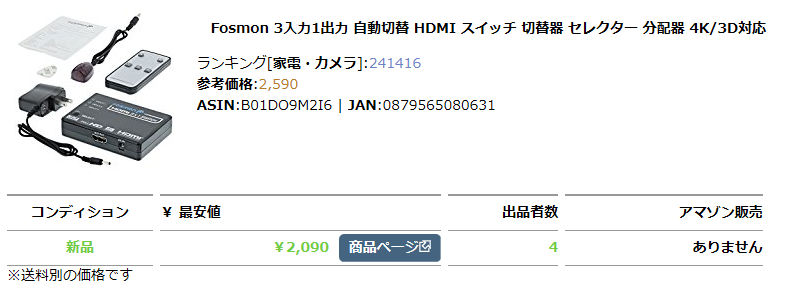 Fosmon 3入力1出力 自動切替 HDMI スイッチ 切替器 セレクター 分配器 4K/3D対応
ランキング[家電・カメラ]:241416
参考価格:2,590
ASIN:B01DO9M2I6 | JAN:0879565080631
コンディション ¥ 最安値 出品者数 アマゾン販売
新品 ¥2,090 商品ページ 4 ありません
※送料別の価格です